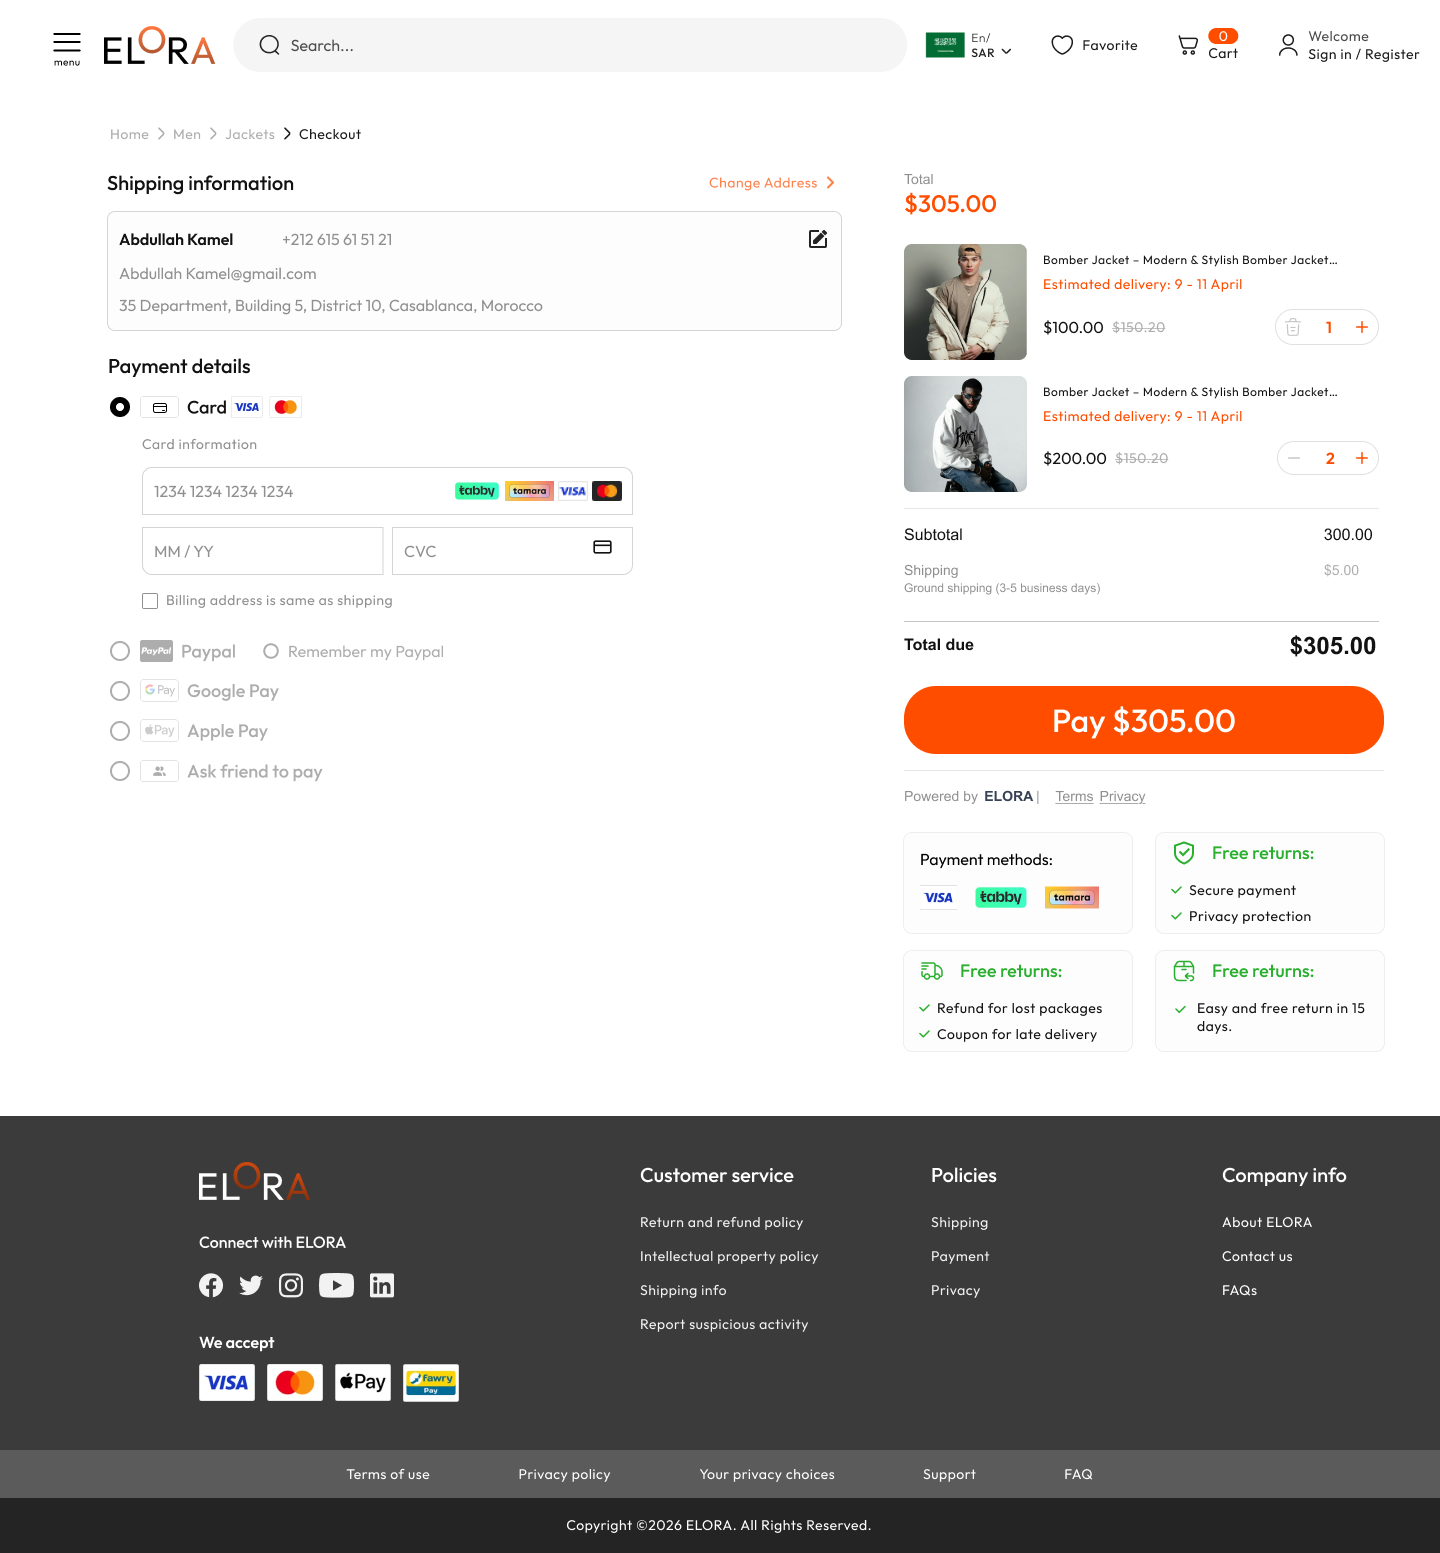 menu
ELORA
Search...
En/
SAR
Favorite
0
Cart
Welcome
Sign in / Register
Home
Men
Jackets
Checkout
Shipping information
Change Address
Abdullah Kamel
+212 615 61 51 21
Abdullah Kamel@gmail.com
35 Department, Building 5, District 10, Casablanca, Morocco
Payment details
Card
VISA
Card information
1234 1234 1234 1234
tabby
tamara
VISA
MM / YY
CVC
Billing address is same as shipping
PayPal
Paypal
Remember my Paypal
G Pay
Google Pay
Pay
Apple Pay
Ask friend to pay
Total
$305.00
Bomber Jacket – Modern & Stylish Bomber Jacket...
Estimated delivery: 9 - 11 April
$100.00
$150.20
1
Bomber Jacket – Modern & Stylish Bomber Jacket...
Estimated delivery: 9 - 11 April
$200.00
$150.20
2
Subtotal
300.00
Shipping
$5.00
Ground shipping (3-5 business days)
Total due
$305.00
Pay $305.00
Powered by ELORA | Terms Privacy
Payment methods:
VISA
tabby
tamara
Free returns:
Secure payment
Privacy protection
Free returns:
Refund for lost packages
Coupon for late delivery
Free returns:
Easy and free return in 15
days.
ELORA
Connect with ELORA
We accept
VISA
Pay
fawry
Pay
Customer service
Return and refund policy
Intellectual property policy
Shipping info
Report suspicious activity
Policies
Shipping
Payment
Privacy
Company info
About ELORA
Contact us
FAQs
Terms of use
Privacy policy
Your privacy choices
Support
FAQ
Copyright ©2026 ELORA. All Rights Reserved.